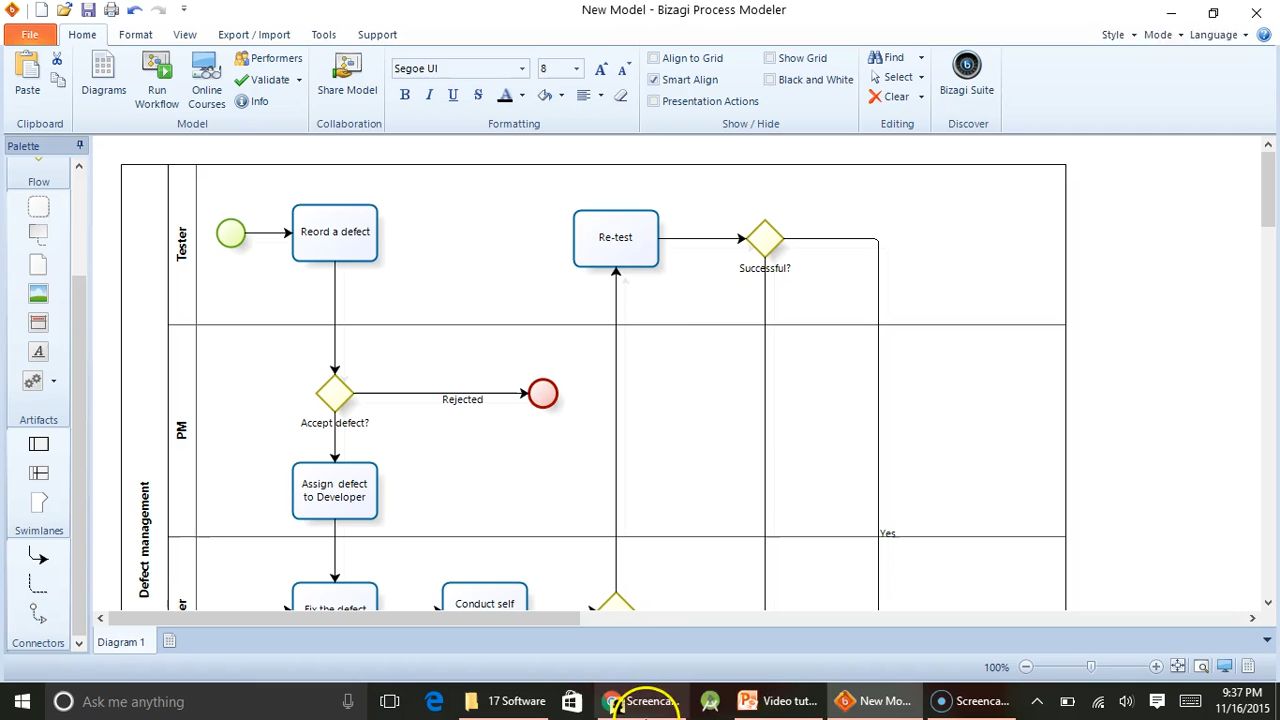 New Model - Bizagi Process Modeler
File Home Format View Export / Import Tools Support Style Mode Language
Paste
Clipboard
Diagrams
Run Workflow
Online Courses
Performers
Validate
Info
Model
Share Model
Collaboration
Segoe UI 8
B I U S A
Formatting
Align to Grid Show Grid
Smart Align Black and White
Presentation Actions
Show / Hide
Find
Select
Clear
Editing
Bizagi Suite
Discover
Palette
Flow
A
Artifacts
Swimlanes
Connectors
Defect management
Tester
Reord a defect
Re-test
Successful?
PM
Rejected
Accept defect?
Assign defect
to Developer
Yes
er
Fix the defect
Conduct self
Diagram 1
100%
Ask me anything
17 Software
Screenca...
Video tut...
New Mo...
Screenca...
9:37 PM
11/16/2015